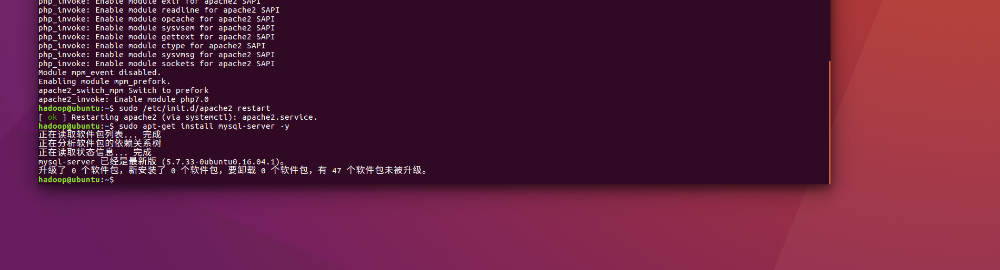 php_invoke: Enable module exif for apache2 SAPI
php_invoke: Enable module readline for apache2 SAPI
php_invoke: Enable module opcache for apache2 SAPI
php_invoke: Enable module sysvsem for apache2 SAPI
php_invoke: Enable module gettext for apache2 SAPI
php_invoke: Enable module ctype for apache2 SAPI
php_invoke: Enable module sysvmsg for apache2 SAPI
php_invoke: Enable module sockets for apache2 SAPI
Module mpm_event disabled.
Enabling module mpm_prefork.
apache2_switch_mpm Switch to prefork
apache2_invoke: Enable module php7.0
hadoop@ubuntu:~$ sudo /etc/init.d/apache2 restart
[ ok ] Restarting apache2 (via systemctl): apache2.service.
hadoop@ubuntu:~$ sudo apt-get install mysql-server -y
正在读取软件包列表... 完成
正在分析软件包的依赖关系树
正在读取状态信息... 完成
mysql-server 已经是最新版 (5.7.33-0ubuntu0.16.04.1)。
升级了 0 个软件包，新安装了 0 个软件包，要卸载 0 个软件包，有 47 个软件包未被升级。
hadoop@ubuntu:~$